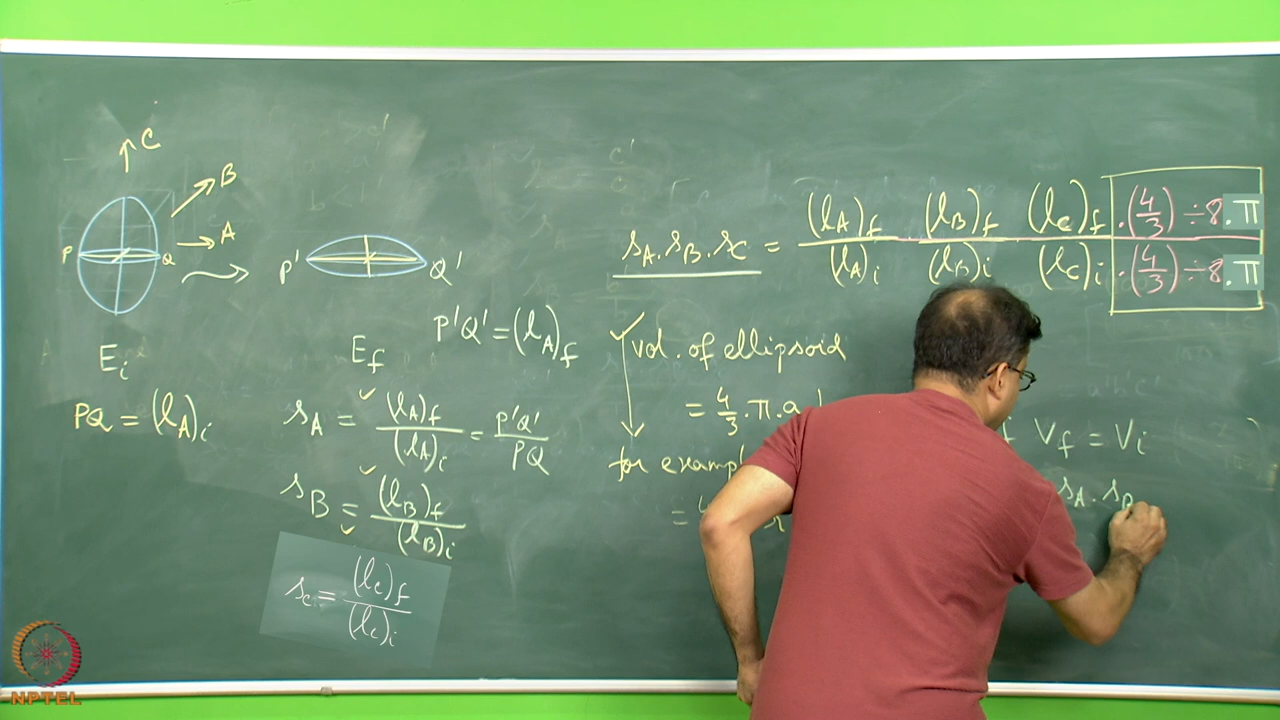 C
B
A
P
Q
P'
Q'
E_i
E_f
PQ = (l_A)_i
P'Q' = (l_A)_f
s_A = (l_A)_f / (l_A)_i = P'Q' / PQ
s_B = (l_B)_f / (l_B)_i
s_C = (l_C)_f / (l_C)_i
s_A . s_B . s_C = (l_A)_f (l_B)_f (l_C)_f .(4/3) ÷ 8 . π / (l_A)_i (l_B)_i (l_C)_i .(4/3) ÷ 8 . π
vol. of ellipsoid
= 4/3 . π . a
for
=
V_f = V_i
s_A . s_B
NPTEL